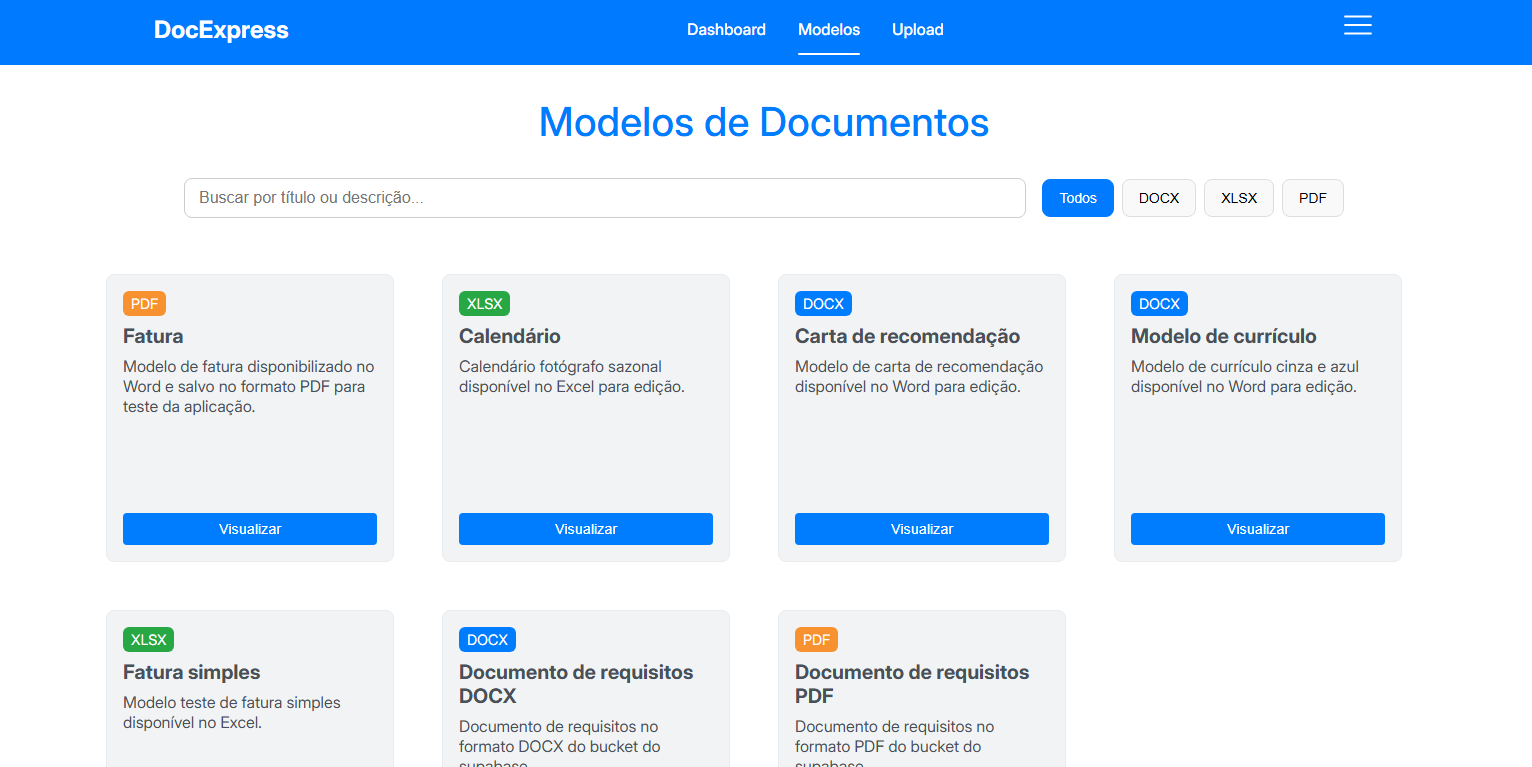 DocExpress
Dashboard
Modelos
Upload
Modelos de Documentos
Buscar por título ou descrição...
Todos
DOCX
XLSX
PDF
PDF
Fatura
Modelo de fatura disponibilizado no
Word e salvo no formato PDF para
teste da aplicação.
Visualizar
XLSX
Calendário
Calendário fotógrafo sazonal
disponível no Excel para edição.
Visualizar
DOCX
Carta de recomendação
Modelo de carta de recomendação
disponível no Word para edição.
Visualizar
DOCX
Modelo de currículo
Modelo de currículo cinza e azul
disponível no Word para edição.
Visualizar
XLSX
Fatura simples
Modelo teste de fatura simples
disponível no Excel.
DOCX
Documento de requisitos
DOCX
Documento de requisitos no
formato DOCX do bucket do
supabase
PDF
Documento de requisitos
PDF
Documento de requisitos no
formato PDF do bucket do
supabase